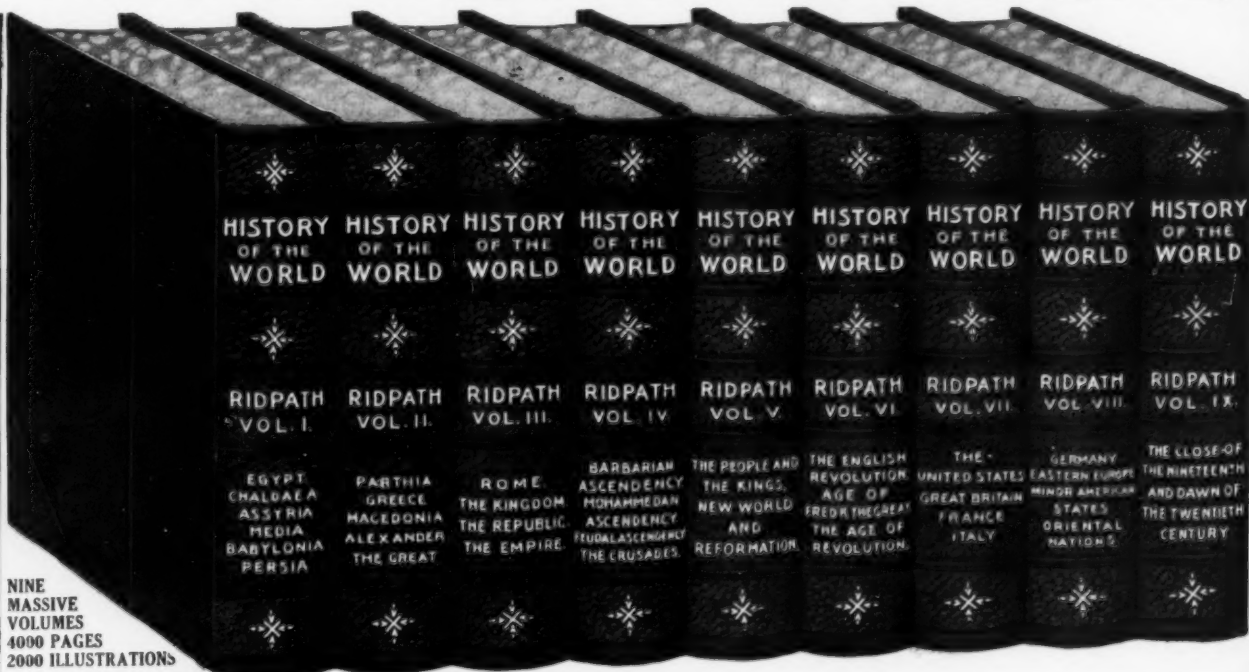 HISTORY
OF THE
WORLD
RIDPATH
VOL. I.
EGYPT
CHALDAEA
ASSYRIA
MEDIA
BABYLONIA
PERSIA
HISTORY
OF THE
WORLD
RIDPATH
VOL. II.
PARTHIA
GREECE
MACEDONIA
ALEXANDER
THE GREAT
HISTORY
OF THE
WORLD
RIDPATH
VOL. III.
ROME.
THE KINGDOM
THE REPUBLIC.
THE EMPIRE.
HISTORY
OF THE
WORLD
RIDPATH
VOL. IV.
BARBARIAN
ASCENDENCY
MOHAMMEDAN
ASCENDENCY
FEUDAL ASCENDENCY
THE CRUSADES.
HISTORY
OF THE
WORLD
RIDPATH
VOL. V.
THE PEOPLE AND
THE KINGS.
NEW WORLD
AND
REFORMATION.
HISTORY
OF THE
WORLD
RIDPATH
VOL. VI.
THE ENGLISH
REVOLUTION.
AGE OF
FREDK THE GREAT
THE AGE OF
REVOLUTION.
HISTORY
OF THE
WORLD
RIDPATH
VOL. VII.
THE
UNITED STATES
GREAT BRITAIN
FRANCE
ITALY
HISTORY
OF THE
WORLD
RIDPATH
VOL. VIII.
GERMANY
EASTERN EUROPE
MINOR AMERICAN
STATES
ORIENTAL
NATIONS
HISTORY
OF THE
WORLD
RIDPATH
VOL. IX.
THE CLOSE OF
THE NINETEENTH
AND DAWN OF
THE TWENTIETH
CENTURY
NINE
MASSIVE
VOLUMES
4000 PAGES
2000 ILLUSTRATIONS